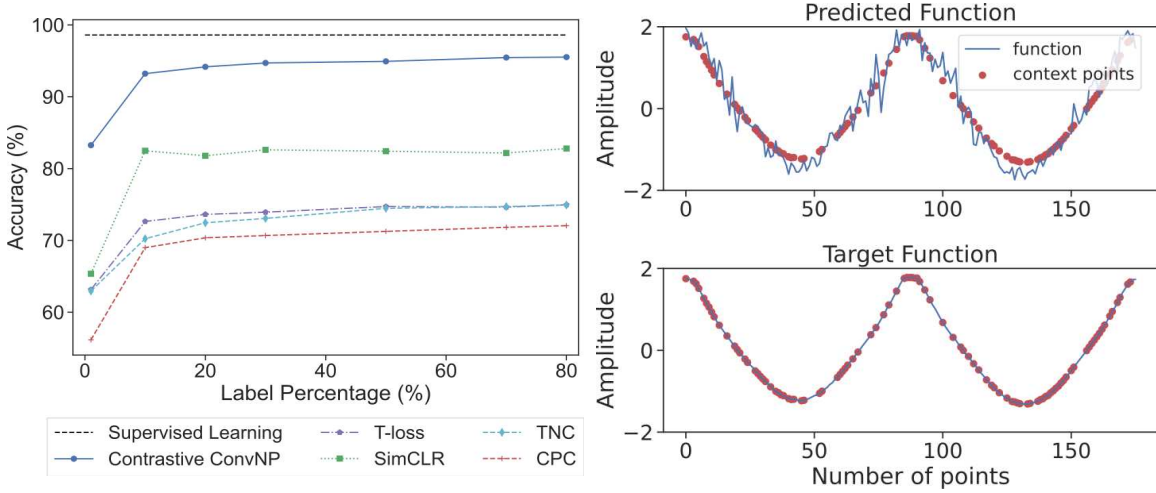 100
90
80
70
60
Accuracy (%)
0 20 40 60 80
Label Percentage (%)
Supervised Learning
Contrastive ConvNP
T-loss
SimCLR
TNC
CPC
Predicted Function
2
0
−2
Amplitude
function
context points
0 50 100 150
Target Function
2
0
−2
Amplitude
0 50 100 150
Number of points